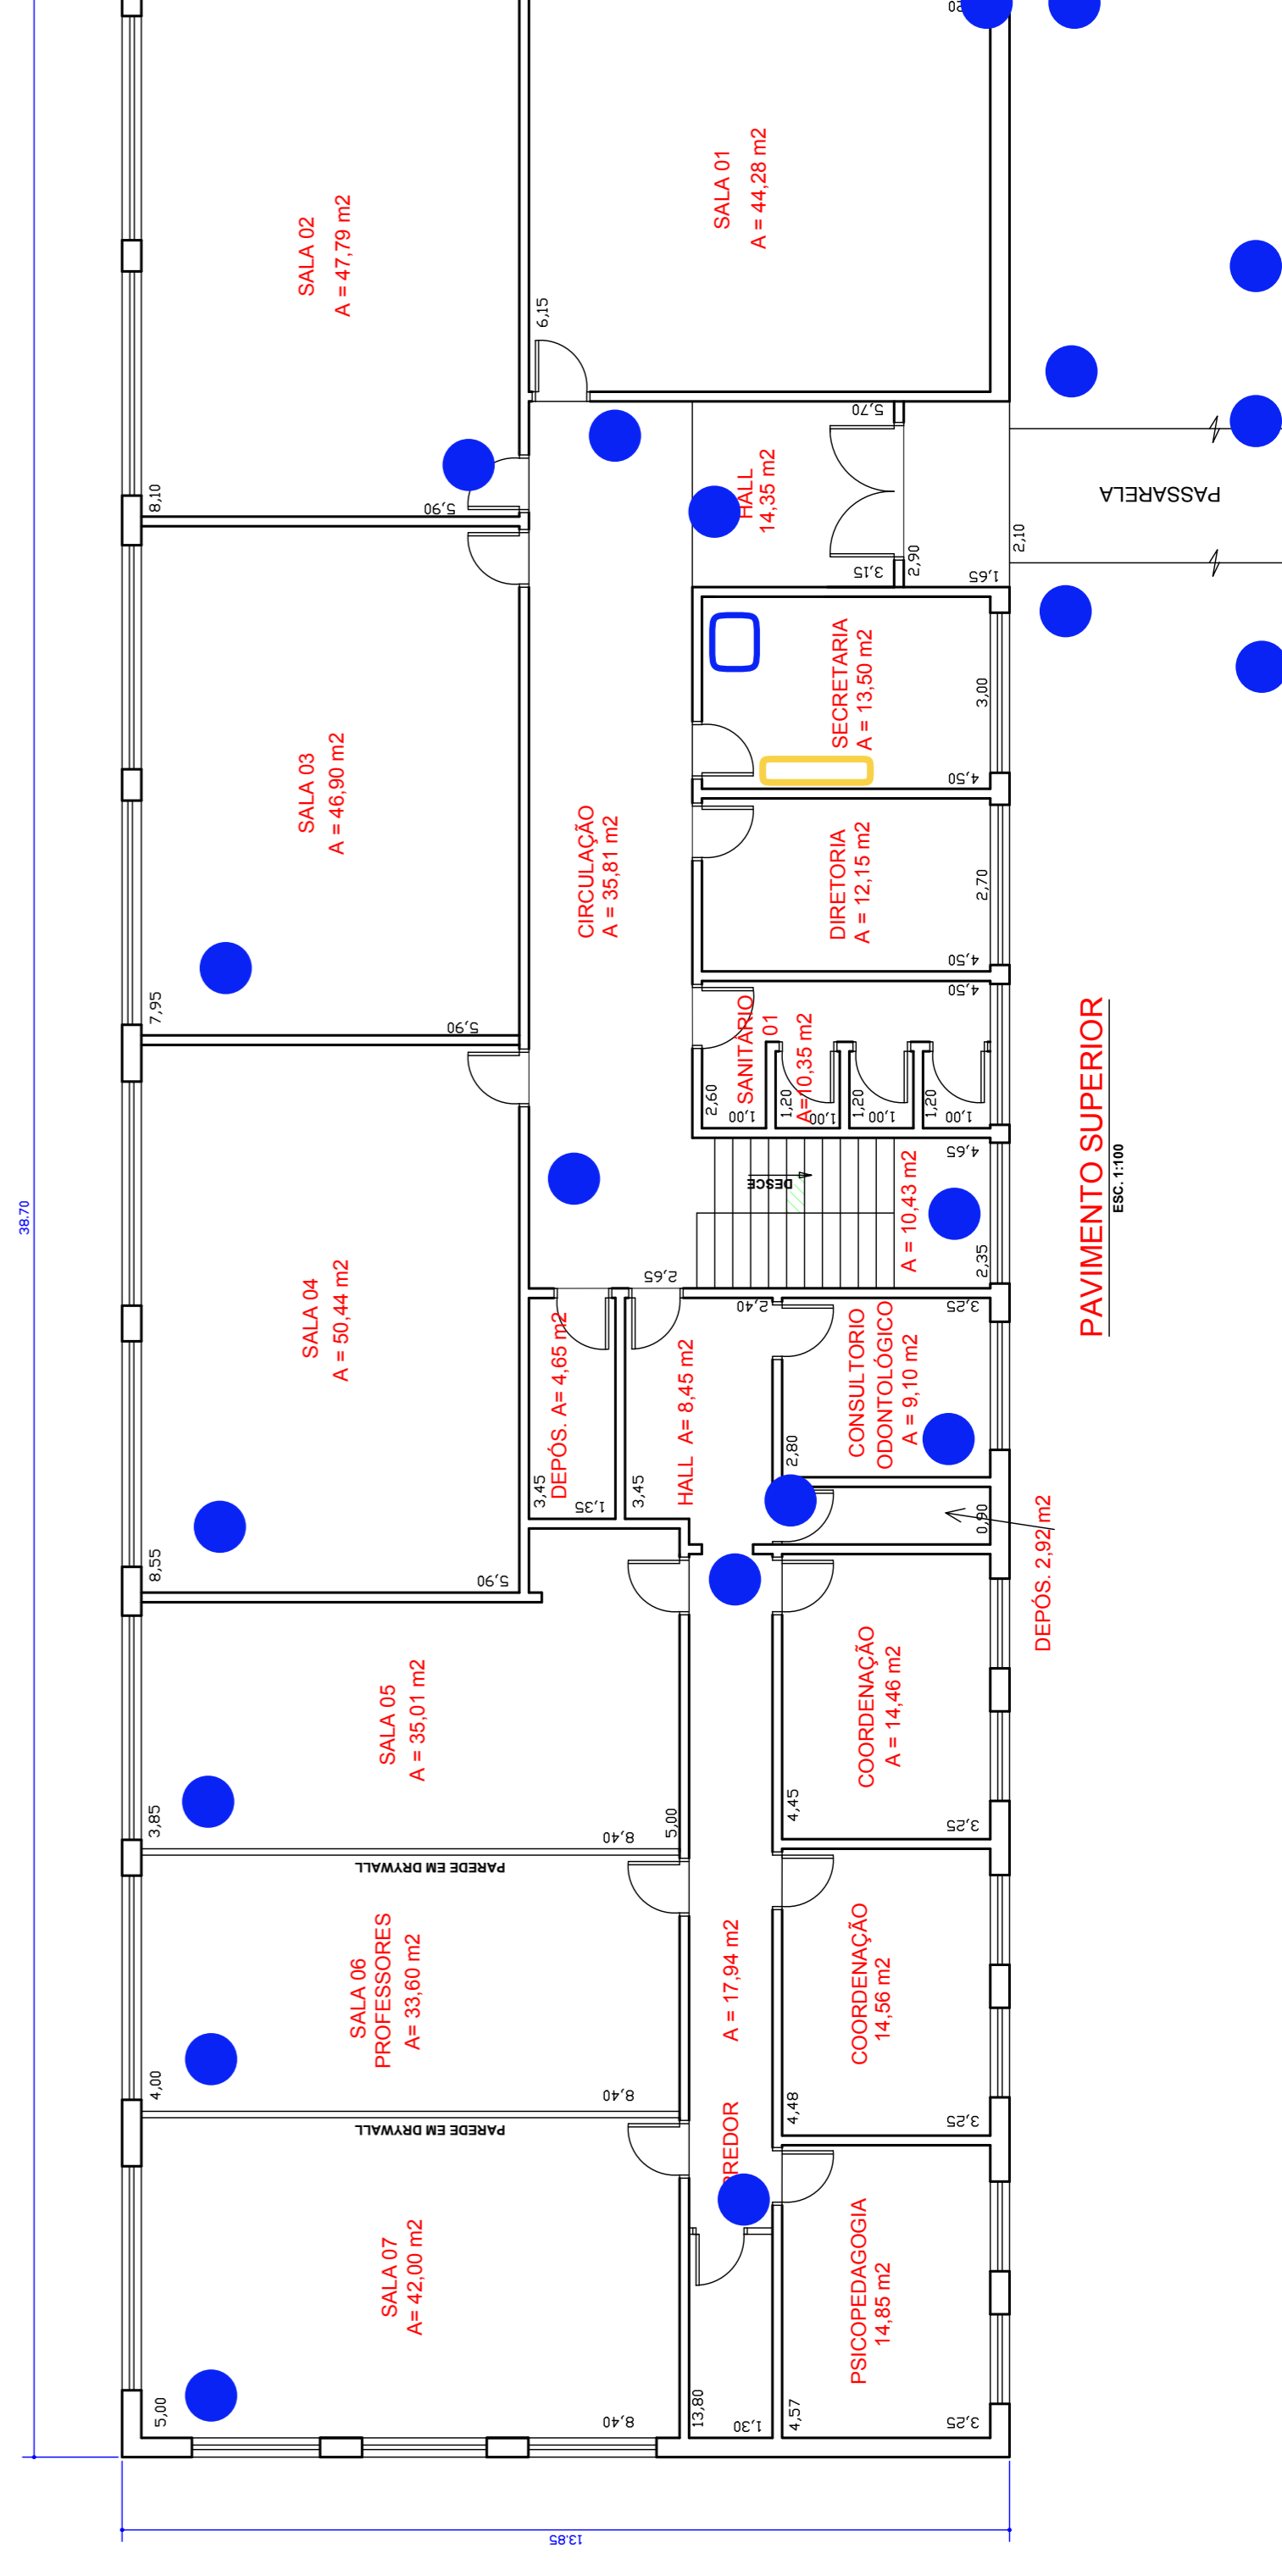 20
SALA 02
A = 47,79 m2
SALA 01
A = 44,28 m2
6,15
8,10
5,90
5,70
HALL
14,35 m2
3,15
2,90
1,65
2,10
PASSARELA
SALA 03
A = 46,90 m2
7,95
5,90
CIRCULAÇÃO
A = 35,81 m2
SECRETARIA
A = 13,50 m2
3,00
4,50
DIRETORIA
A = 12,15 m2
2,70
4,50
4,50
SANITÁRIO
01
A=10,35 m2
2,60
1,00
1,20
1,00
1,20
1,00
1,20
1,00
DESCE
A = 10,43 m2
4,65
2,35
PAVIMENTO SUPERIOR
ESC. 1:100
38.70
SALA 04
A = 50,44 m2
8,55
5,90
2,65
DEPÓS. A= 4,65 m2
3,45
1,35
HALL A= 8,45 m2
3,45
2,40
CONSULTORIO
ODONTOLÓGICO
A = 9,10 m2
3,25
2,80
0,90
DEPÓS. 2,92 m2
SALA 05
A = 35,01 m2
3,85
8,40
5,00
PAREDE EM DRYWALL
COORDENAÇÃO
A = 14,46 m2
4,45
3,25
SALA 06
PROFESSORES
A= 33,60 m2
4,00
8,40
PAREDE EM DRYWALL
REDOR A = 17,94 m2
COORDENAÇÃO
14,56 m2
4,48
3,25
SALA 07
A= 42,00 m2
5,00
8,40
13,80
1,30
PSICOPEDAGOGIA
14,85 m2
4,57
3,25
13.85